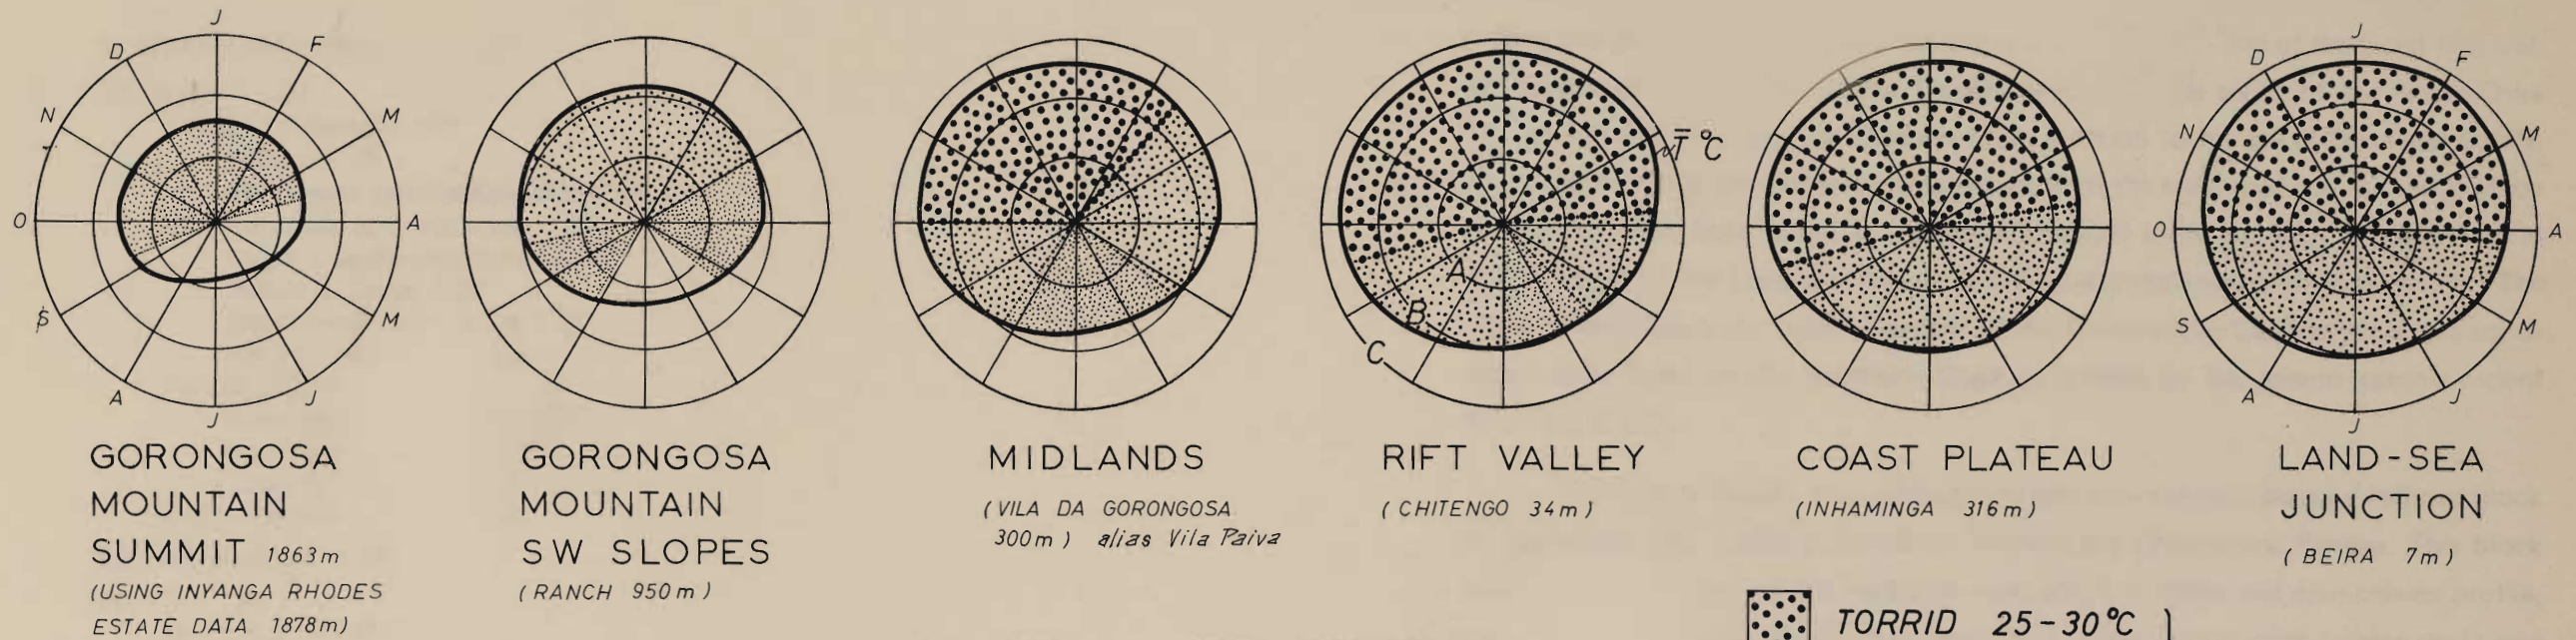 J
D F
N M
O A
S M
A J
J
A
B
C
T̅ °C
J
D F
N M
O A
S M
A J
J
GORONGOSA
MOUNTAIN
SUMMIT 1863m
(USING INYANGA RHODES
ESTATE DATA 1878m)
GORONGOSA
MOUNTAIN
SW SLOPES
(RANCH 950m)
MIDLANDS
(VILA DA GORONGOSA
300m) alias Vila Paiva
RIFT VALLEY
(CHITENGO 34m)
COAST PLATEAU
(INHAMINGA 316m)
LAND-SEA
JUNCTION
(BEIRA 7m)
TORRID 25-30°C )